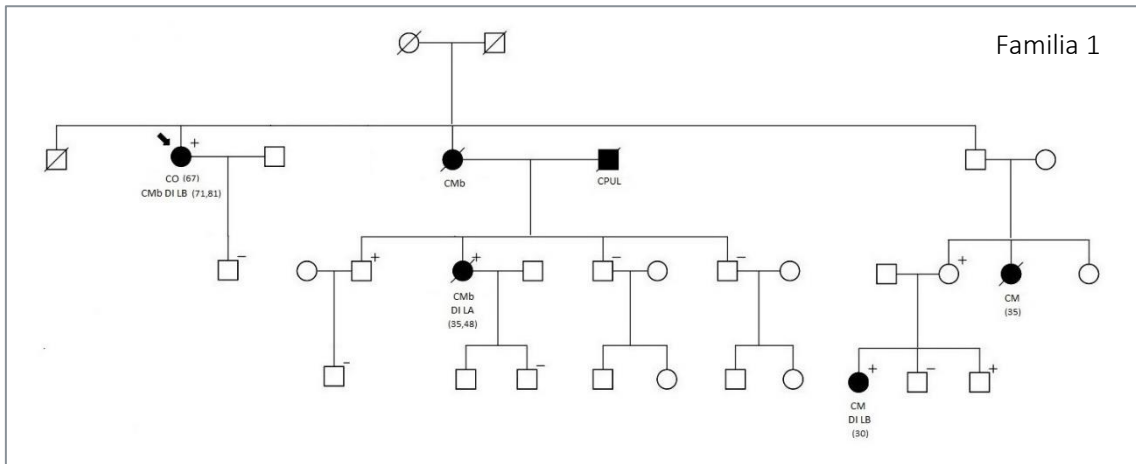 Familia 1
+
CO (67)
CMb DI LB (71,81)
CMb
CPUL
-
+
+
-
-
+
CMb
DI LA
(35,48)
CM
(35)
-
-
+
-
+
CM
DI LB
(30)